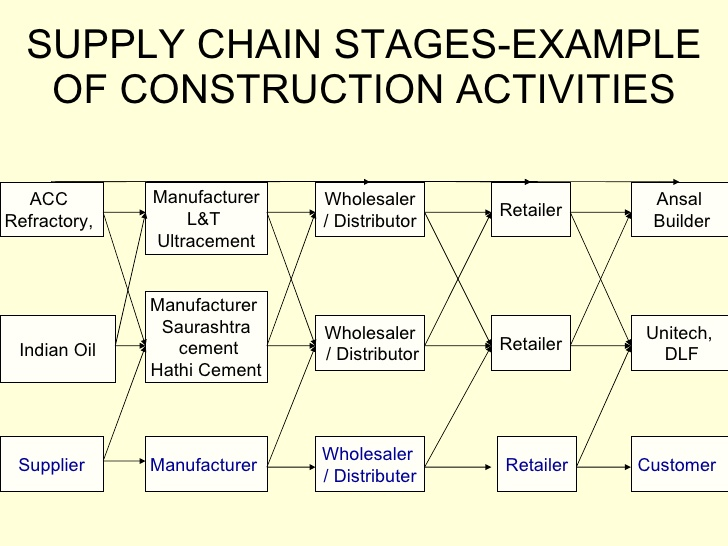 SUPPLY CHAIN STAGES-EXAMPLE
OF CONSTRUCTION ACTIVITIES
ACC
Refractory,
Manufacturer
L&T
Ultracement
Wholesaler
/ Distributor
Retailer
Ansal
Builder
Indian Oil
Manufacturer
Saurashtra
cement
Hathi Cement
Wholesaler
/ Distributor
Retailer
Unitech,
DLF
Supplier
Manufacturer
Wholesaler
/ Distributer
Retailer
Customer